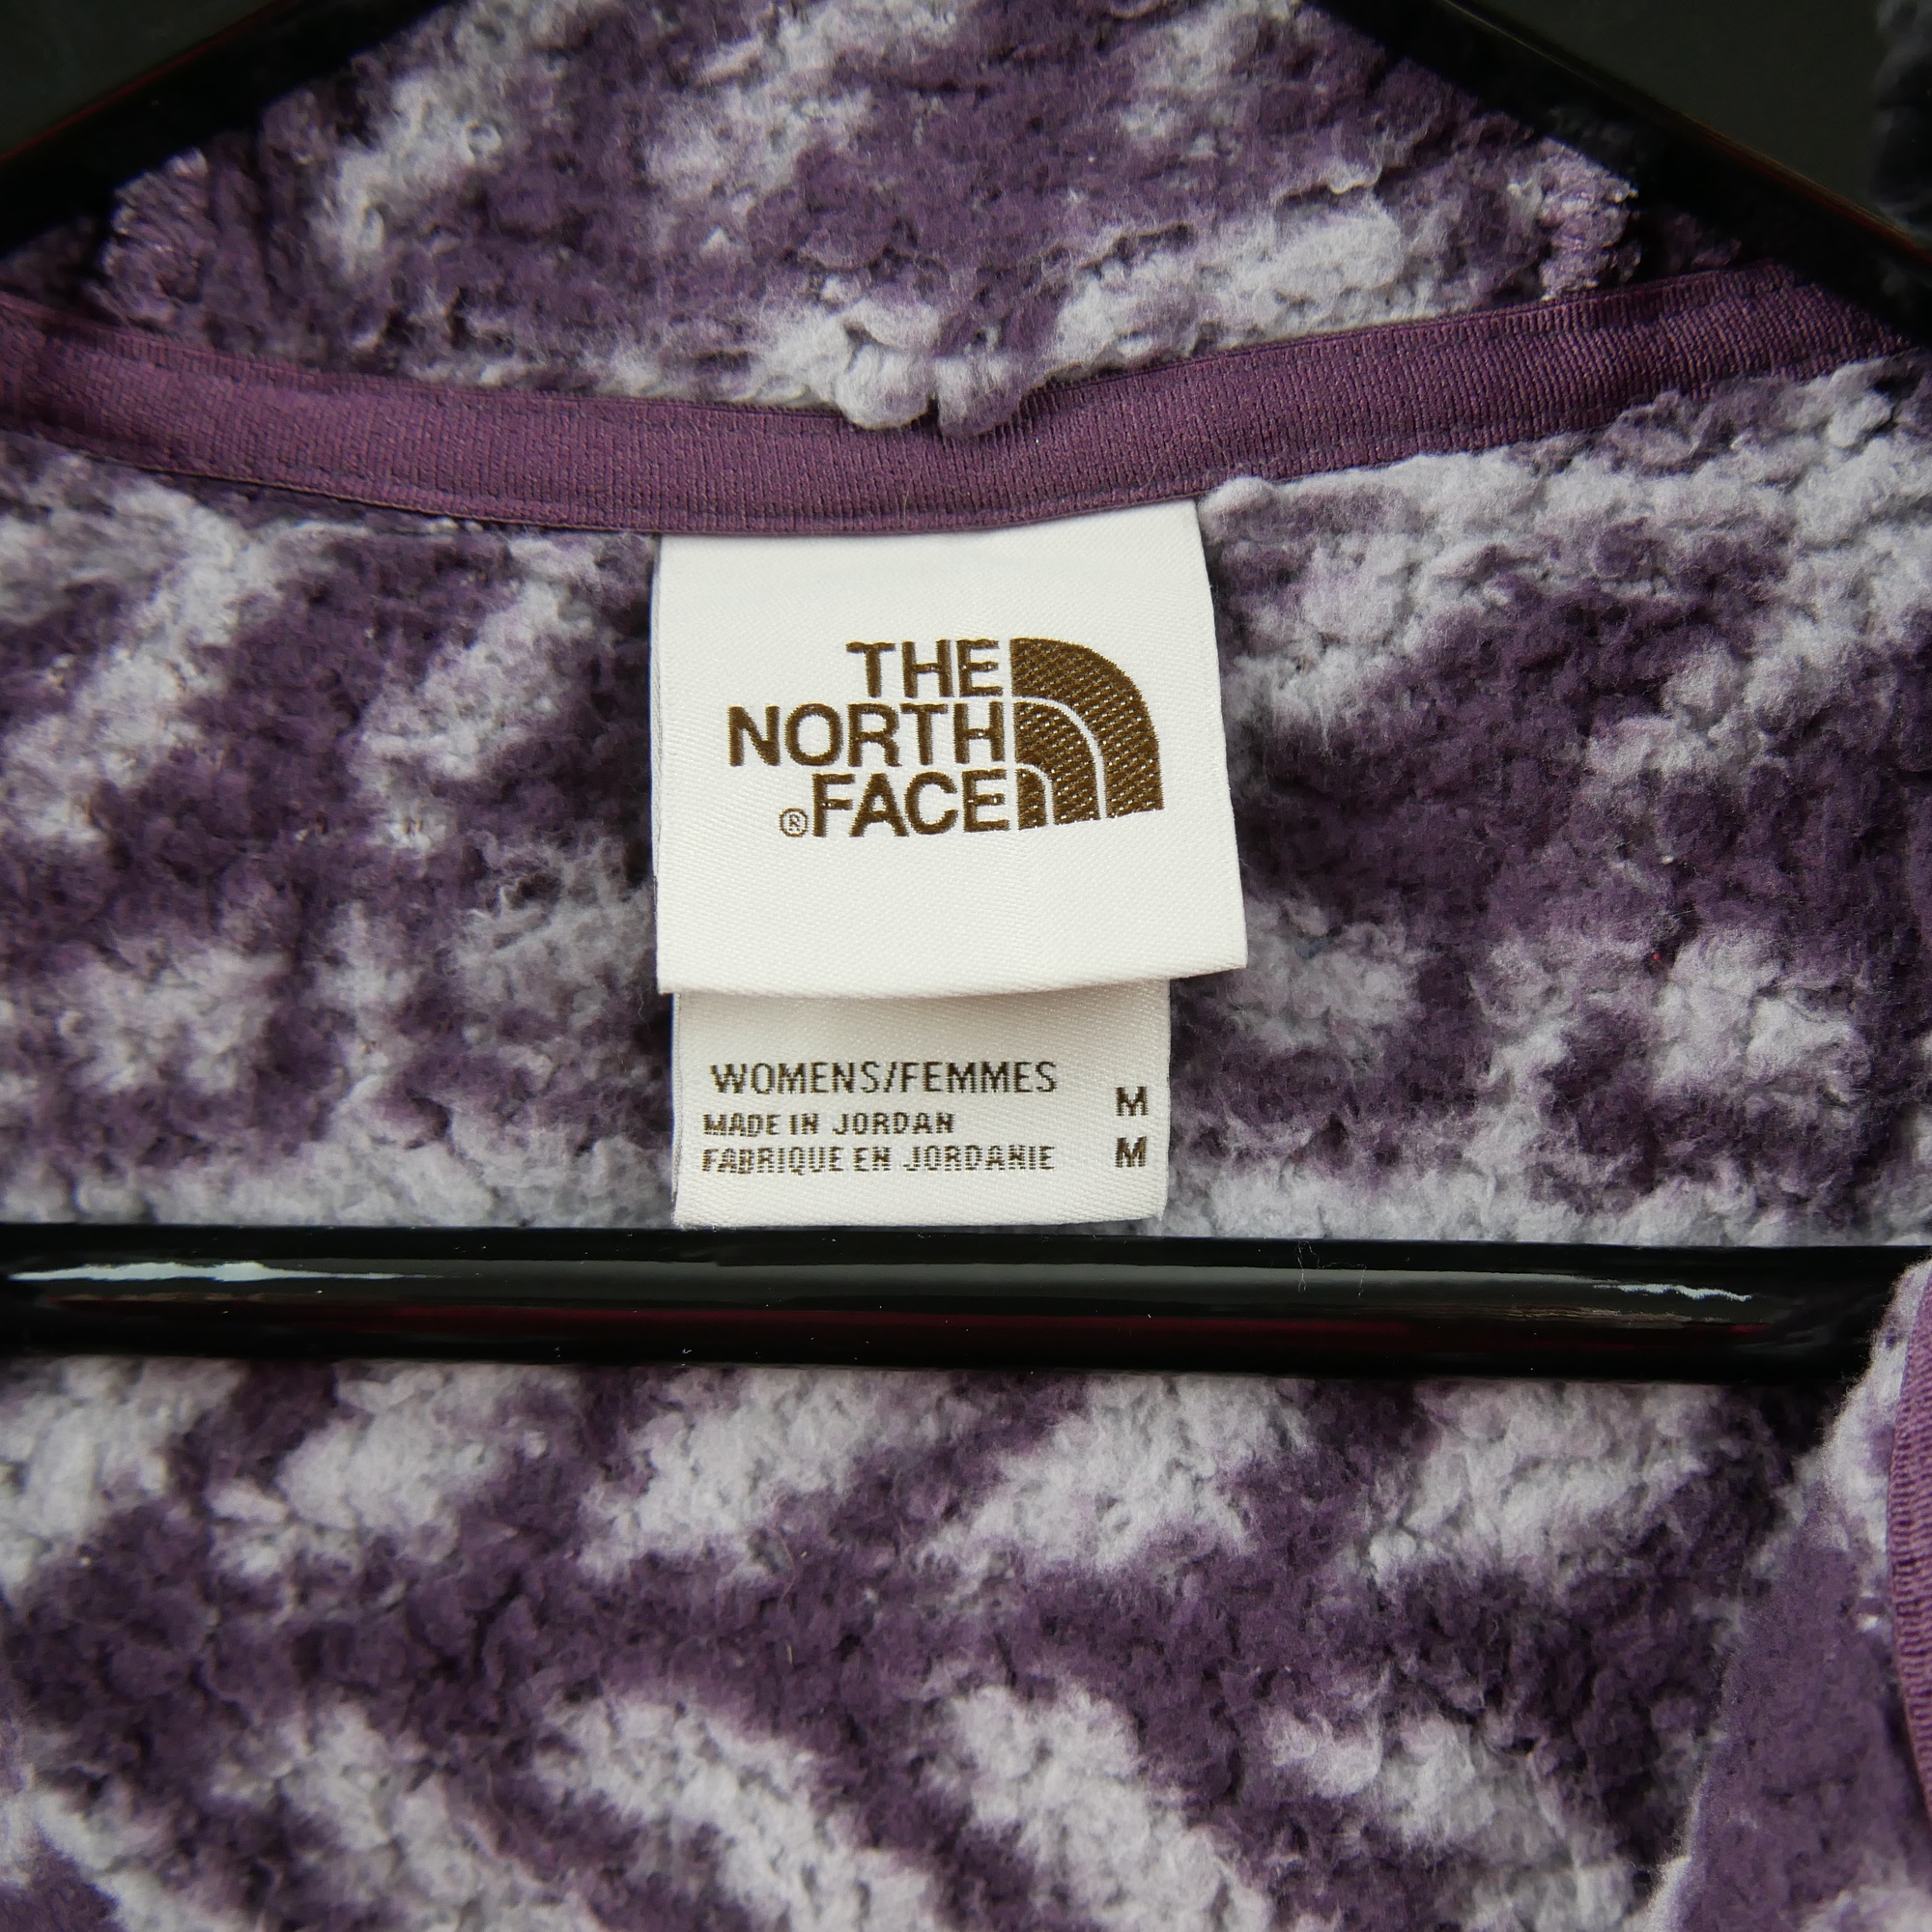 THE
NORTH
®FACE
WOMENS/FEMMES
MADE IN JORDAN
FABRIQUE EN JORDANIE
M
M